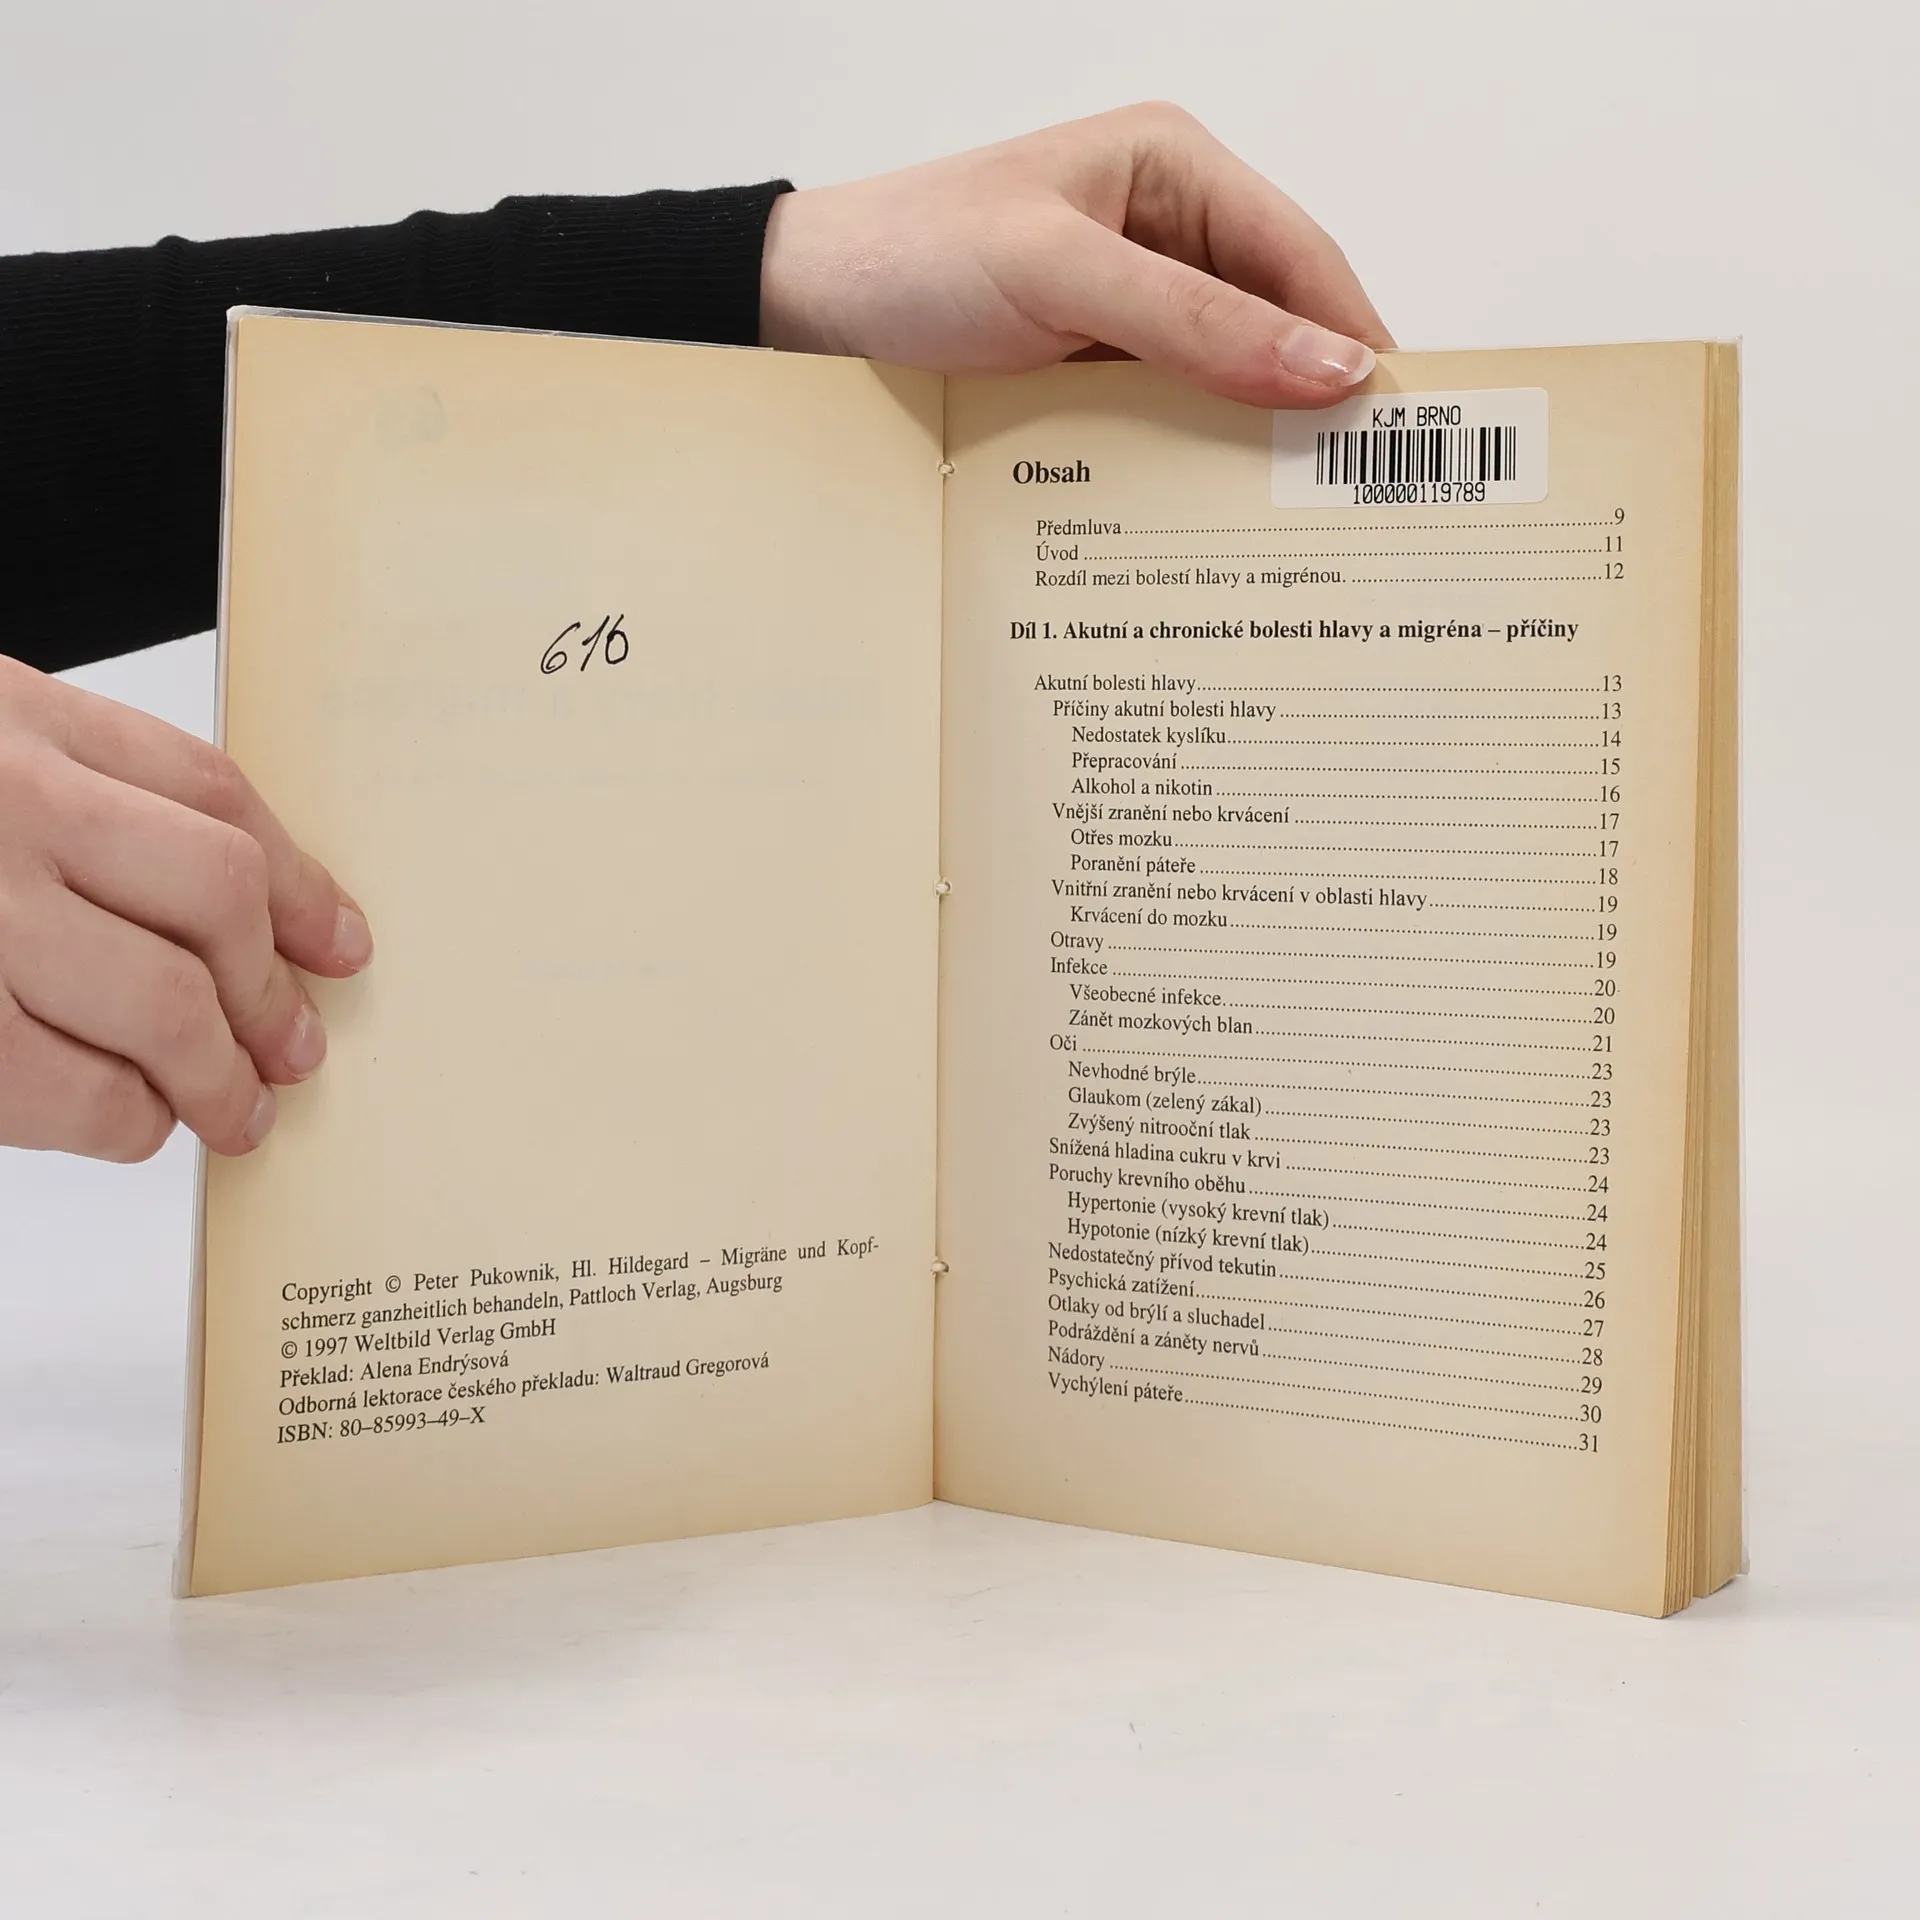 616
Copyright © Peter Pukownik, Hl. Hildegard – Migräne und Kopf-
schmerz ganzheitlich behandeln, Pattloch Verlag, Augsburg
© 1997 Weltbild Verlag GmbH
Překlad: Alena Endrýsová
Odborná lektorace českého překladu: Waltraud Gregorová
ISBN: 80–85993–49–X
KJM BRNO
100000119789
Obsah
Předmluva....................9
Úvod....................11
Rozdíl mezi bolestí hlavy a migrénou. ....................12
Díl 1. Akutní a chronické bolesti hlavy a migréna – příčiny
Akutní bolesti hlavy....................13
Příčiny akutní bolesti hlavy....................13
Nedostatek kyslíku....................14
Přepracování....................15
Alkohol a nikotin....................16
Vnější zranění nebo krvácení....................17
Otřes mozku....................17
Poranění páteře....................18
Vnitřní zranění nebo krvácení v oblasti hlavy....................19
Krvácení do mozku....................19
Otravy....................19
Infekce....................20
Všeobecné infekce....................20
Zánět mozkových blan....................21
Oči....................23
Nevhodné brýle....................23
Glaukom (zelený zákal)....................23
Zvýšený nitrooční tlak....................23
Snížená hladina cukru v krvi....................24
Poruchy krevního oběhu....................24
Hypertonie (vysoký krevní tlak)....................24
Hypotonie (nízký krevní tlak)....................25
Nedostatečný přívod tekutin....................26
Psychická zatížení....................27
Otlaky od brýlí a sluchadel....................28
Podráždění a záněty nervů....................29
Nádory....................30
Vychýlení páteře....................31